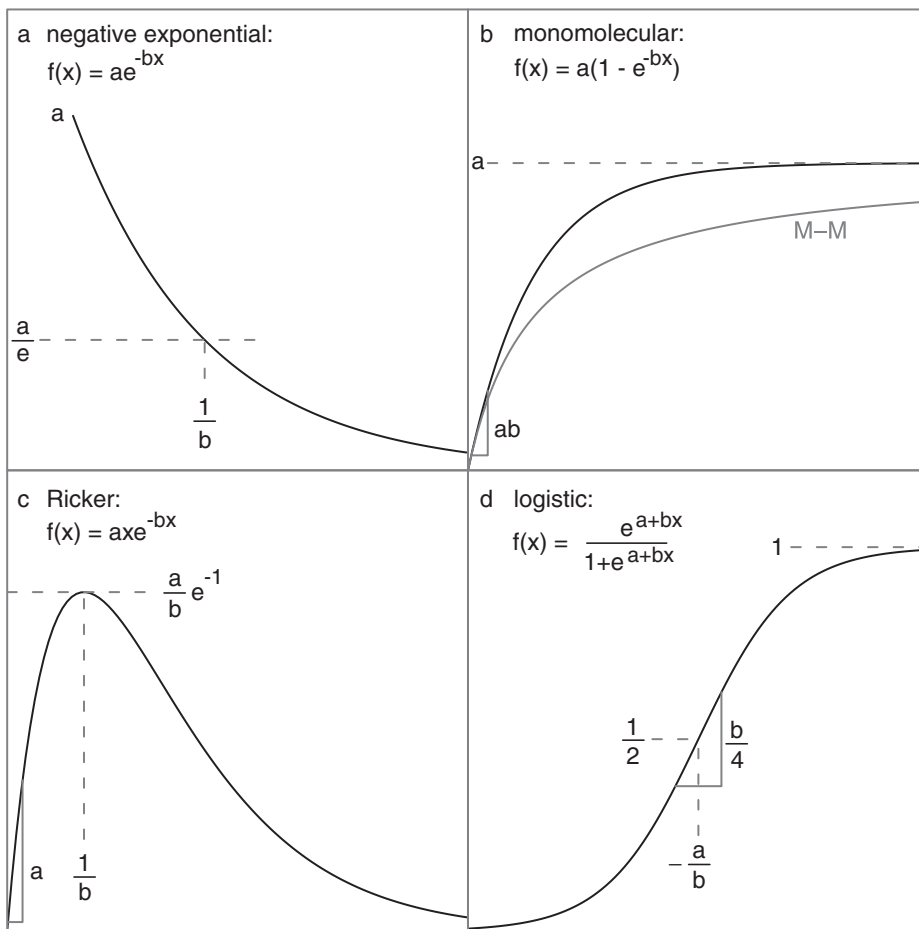 a negative exponential:
f(x) = ae^-bx
a
a
e
1
b
b monomolecular:
f(x) = a(1 - e^-bx)
a
M–M
ab
c Ricker:
f(x) = axe^-bx
a
b e^-1
a
1
b
d logistic:
f(x) = e^a+bx
1+e^a+bx
1
1
2
b
4
- a
b